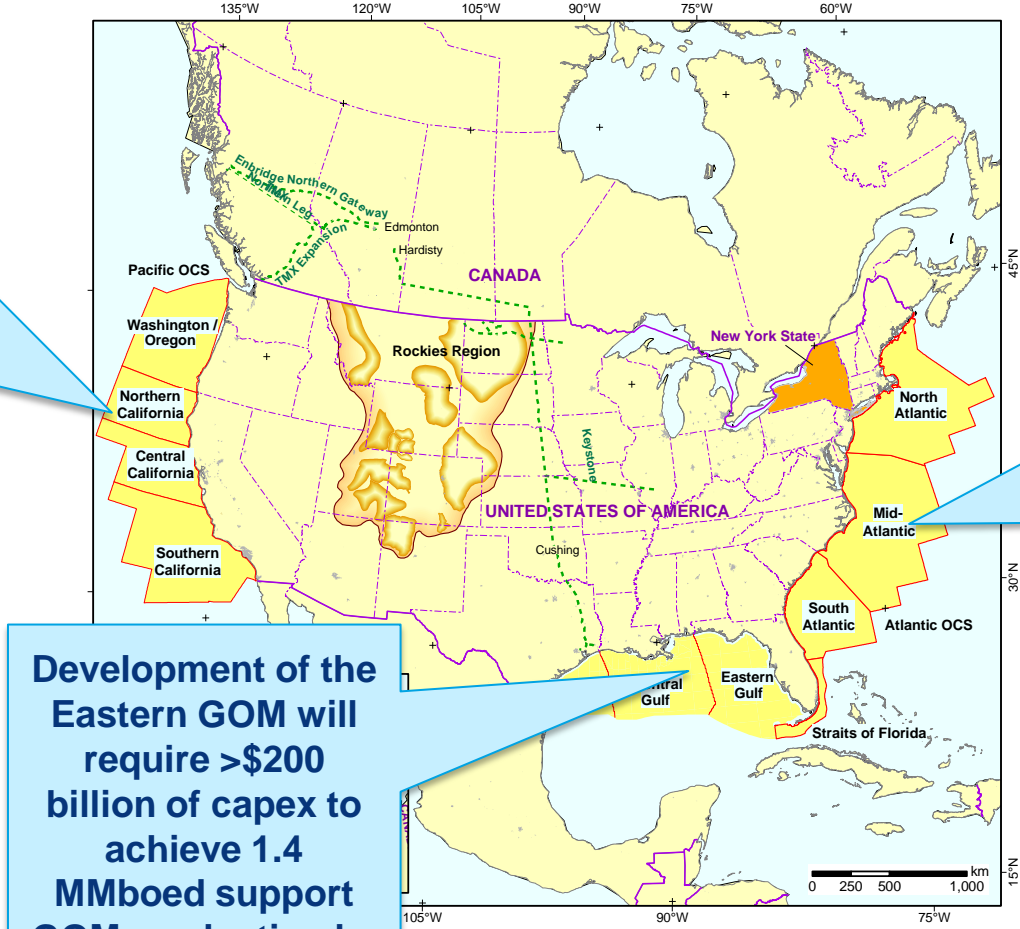 135°W
120°W
105°W
90°W
75°W
60°W
Enbridge Northern Gateway
Northern Leg
TMX
TMX Expansion
Edmonton
Hardisty
CANADA
45°N
Pacific OCS
Washington /
Oregon
Northern
California
Central
California
Southern
California
Rockies Region
New York State
North
Atlantic
Keystone
UNITED STATES OF AMERICA
Mid-
Atlantic
Cushing
30°N
South
Atlantic
Atlantic OCS
Eastern
Gulf
Gulf
Straits of Florida
Development of the
Eastern GOM will
require >$200
billion of capex to
achieve 1.4
MMboed support
km
0 250 500 1,000
15°N
105°W
90°W
75°W